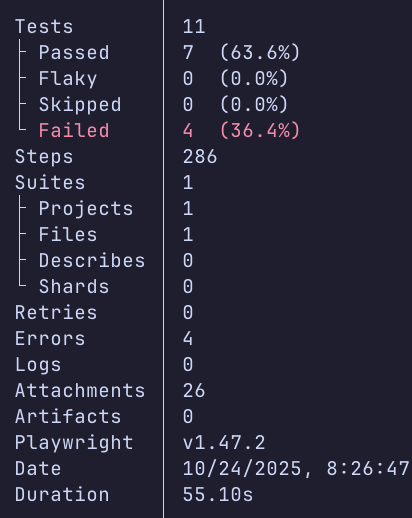 Tests 11
├ Passed 7 (63.6%)
├ Flaky 0 (0.0%)
├ Skipped 0 (0.0%)
└ Failed 4 (36.4%)
Steps 286
Suites 1
├ Projects 1
├ Files 1
├ Describes 0
└ Shards 0
Retries 0
Errors 4
Logs 0
Attachments 26
Artifacts 0
Playwright v1.47.2
Date 10/24/2025, 8:26:47
Duration 55.10s